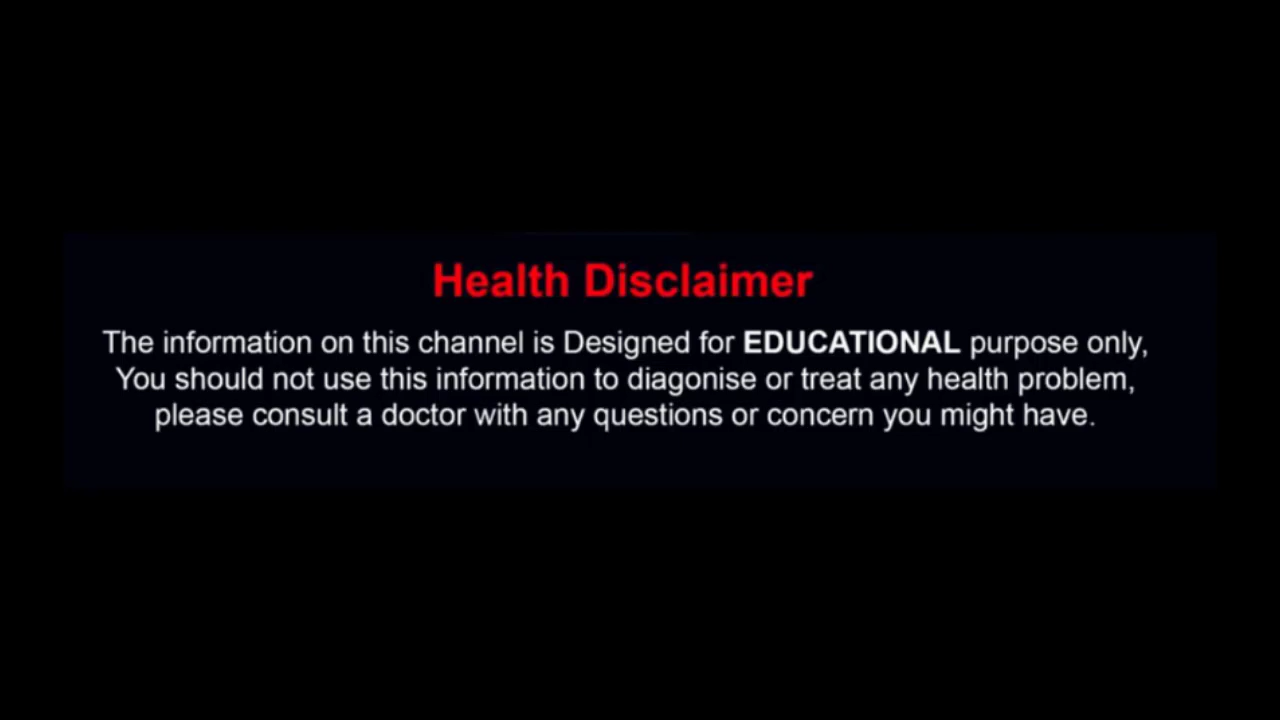 Health Disclaimer
The information on this channel is Designed for EDUCATIONAL purpose only,
You should not use this information to diagonise or treat any health problem,
please consult a doctor with any questions or concern you might have.